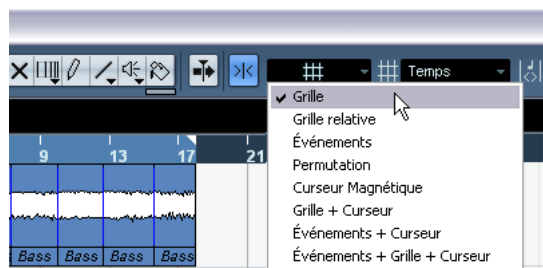 Temps
Grille
Grille relative
Événements
Permutation
Curseur Magnétique
Grille + Curseur
Événements + Curseur
Événements + Grille + Curseur
9 13 17 21
Bass Bass Bass Bass